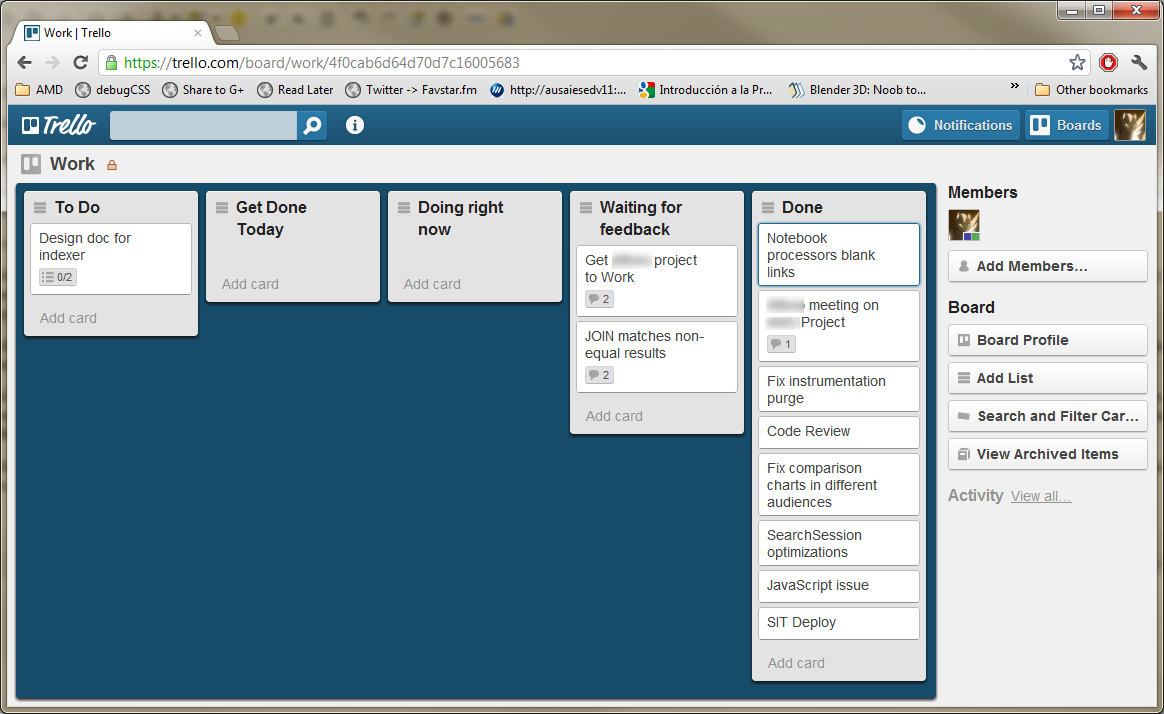 Work | Trello
https://trello.com/board/work/4f0cab6d64d70d7c16005683
AMD debugCSS Share to G+ Read Later Twitter -> Favstar.fm http://ausaiesedv11:... Introducción a la Pr... Blender 3D: Noob to... » Other bookmarks
Trello Notifications Boards
Work
To Do
Design doc for
indexer
0/2
Add card
Get Done
Today
Add card
Doing right
now
Add card
Waiting for
feedback
Get project
to Work
2
JOIN matches non-
equal results
2
Add card
Done
Notebook
processors blank
links
meeting on
Project
1
Fix instrumentation
purge
Code Review
Fix comparison
charts in different
audiences
SearchSession
optimizations
JavaScript issue
SIT Deploy
Add card
Members
Add Members...
Board
Board Profile
Add List
Search and Filter Car...
View Archived Items
Activity View all...